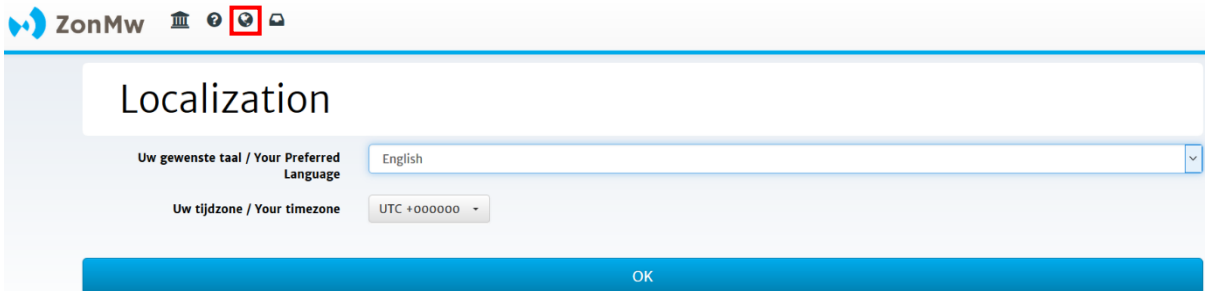 ZonMw
Localization
Uw gewenste taal / Your Preferred
Language
English
Uw tijdzone / Your timezone
UTC +000000
OK